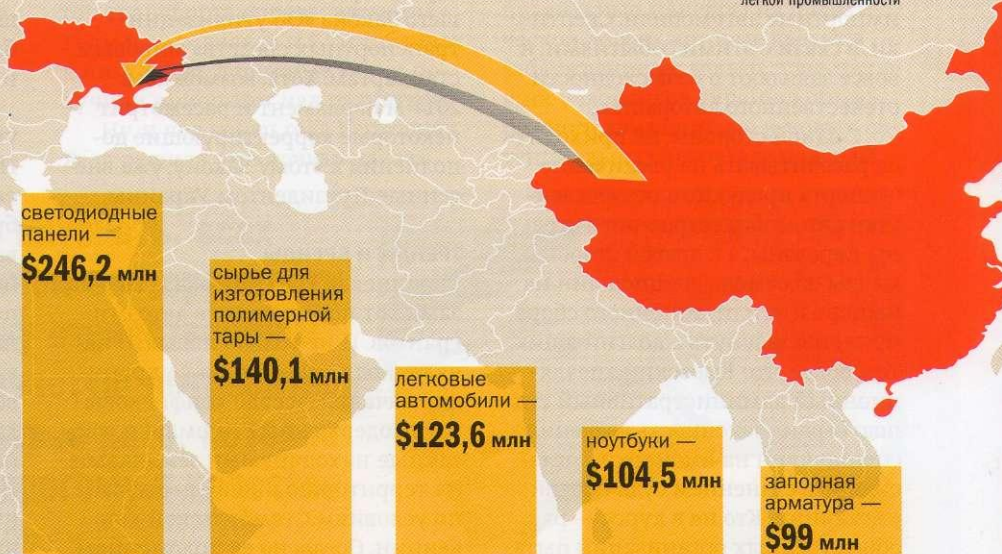 легкой промышленности
светодиодные
панели —
$246,2 млн
сырье для
изготовления
полимерной
тары —
$140,1 млн
легковые
автомобили —
$123,6 млн
ноутбуки —
$104,5 млн
запорная
арматура —
$99 млн